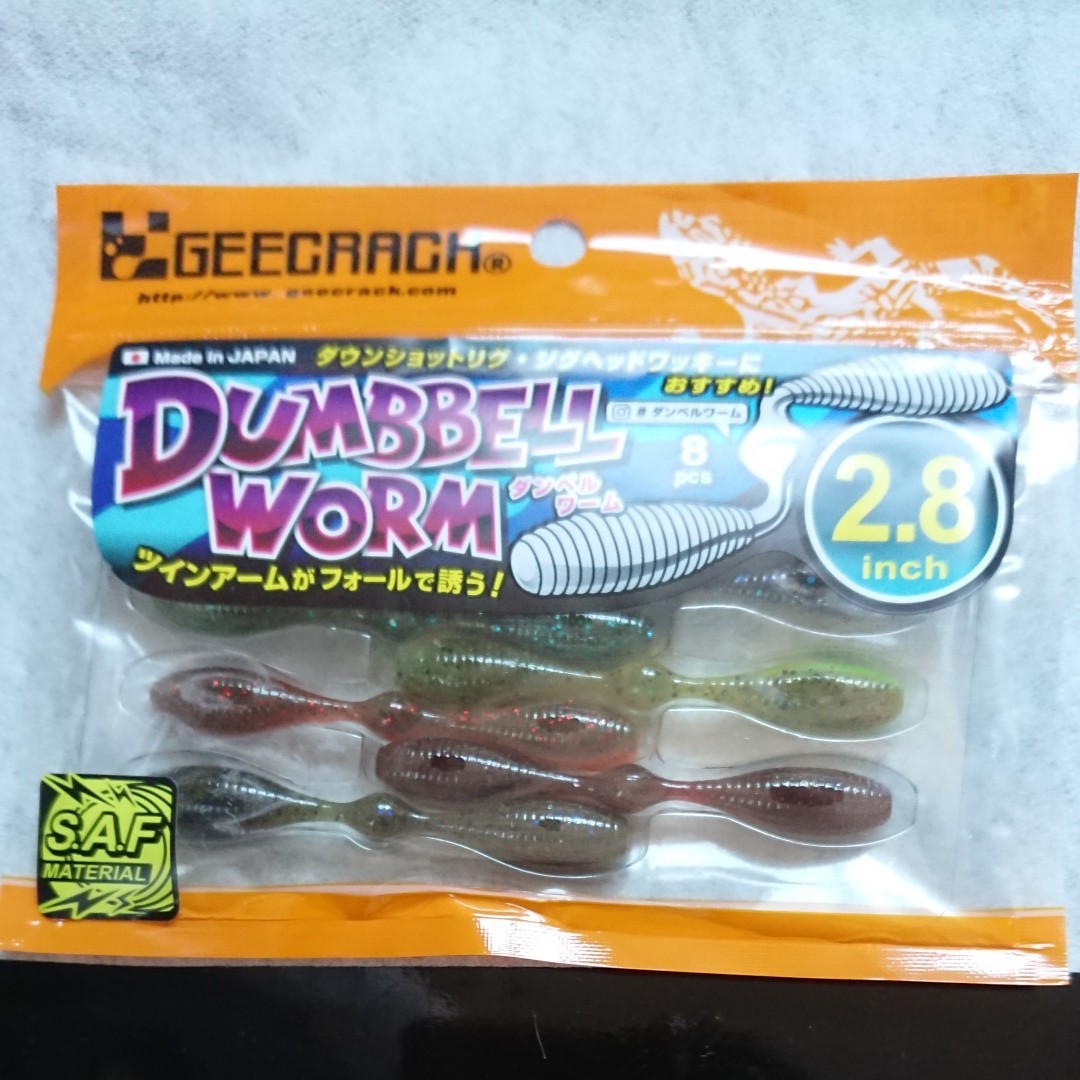 GEECRACK®
http://www.geecrack.com
Made in JAPAN
ダウンショットリグ・ジグヘッドワッキーに
おすすめ!
DUMBBELL
WORM
# ダンベルワーム
8
pcs
ダンベル
ワーム
2.8
inch
ツインアームがフォールで誘う!
S.A.F
MATERIAL